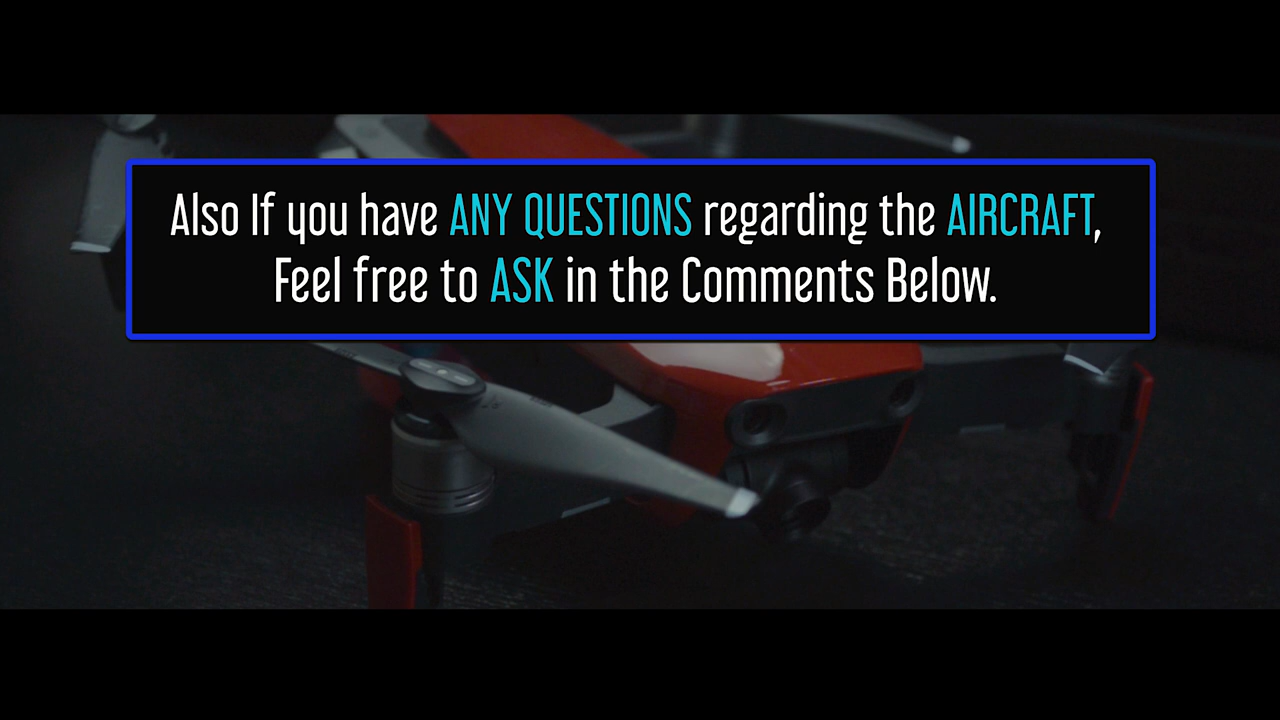 Also If you have ANY QUESTIONS regarding the AIRCRAFT,
Feel free to ASK in the Comments Below.